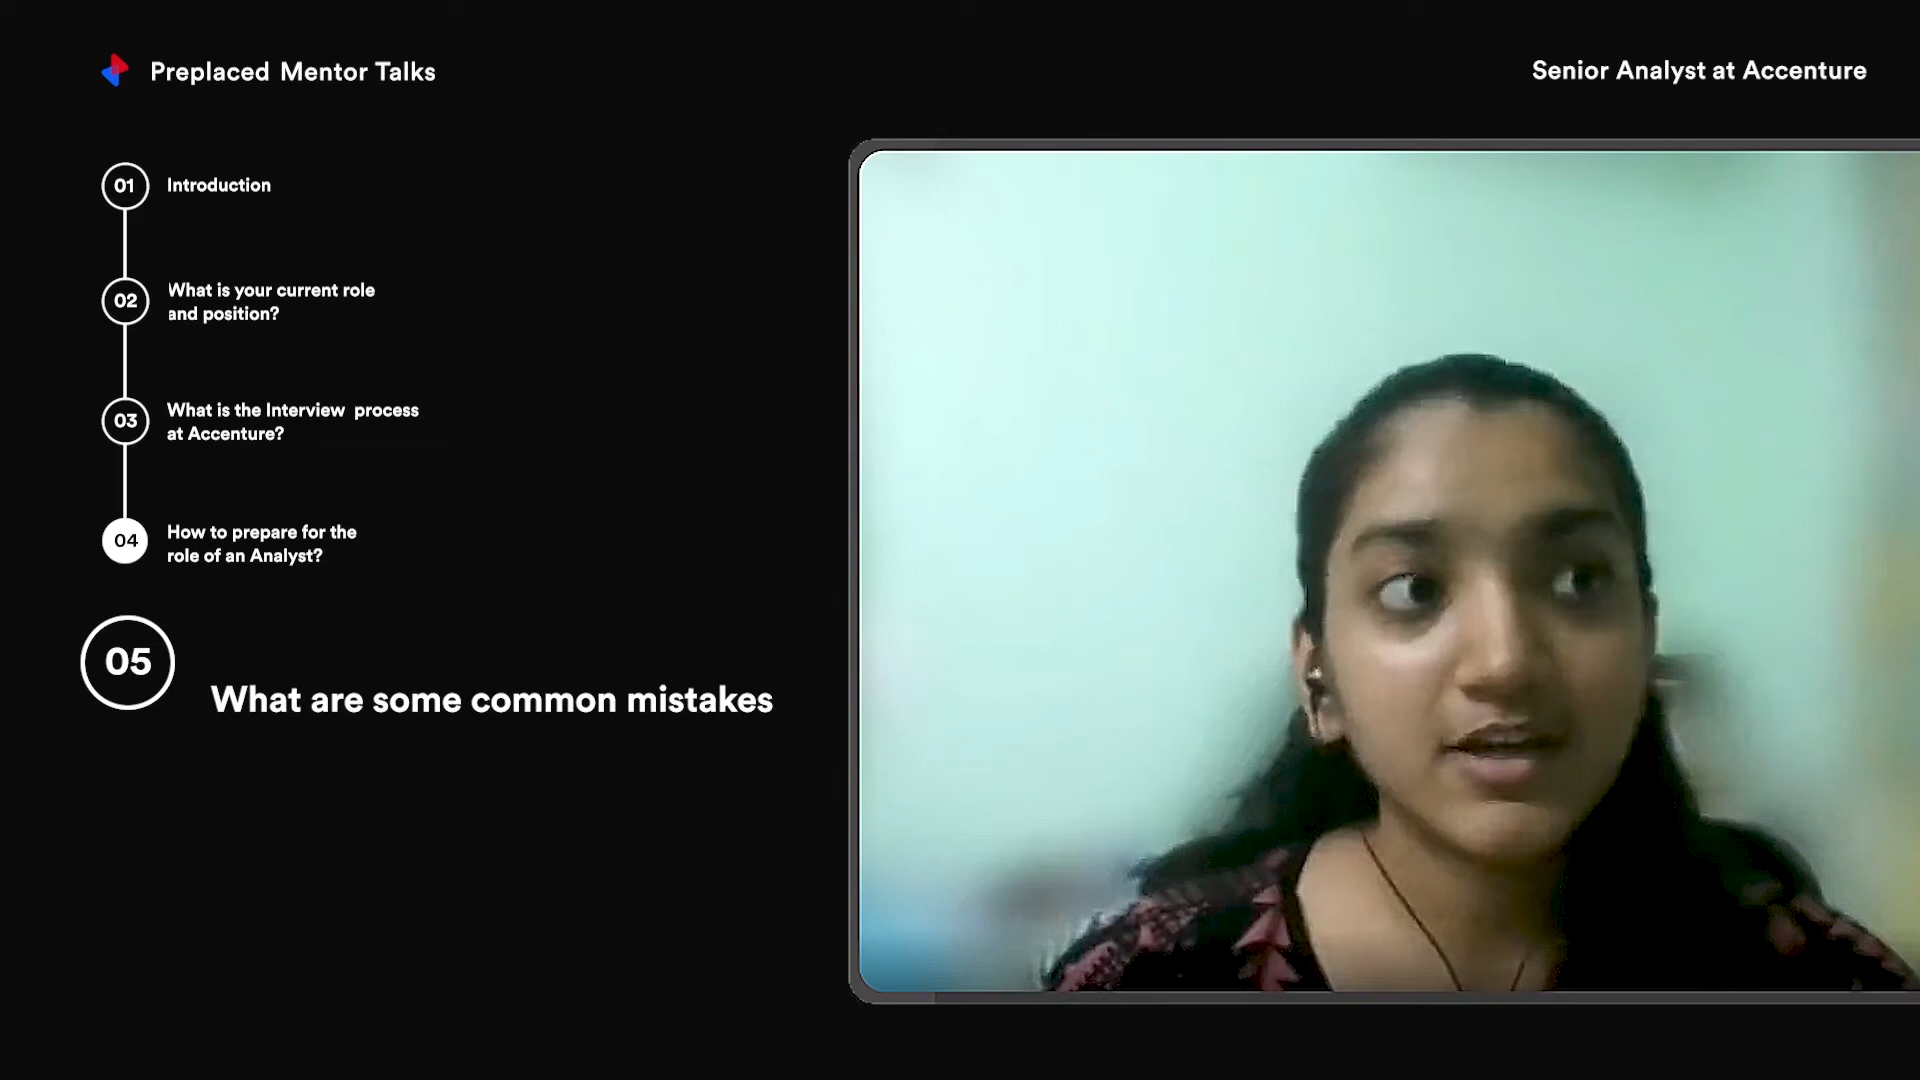 Preplaced Mentor Talks
Senior Analyst at Accenture
01
Introduction
02
What is your current role
and position?
03
What is the Interview process
at Accenture?
04
How to prepare for the
role of an Analyst?
05
What are some common mistakes